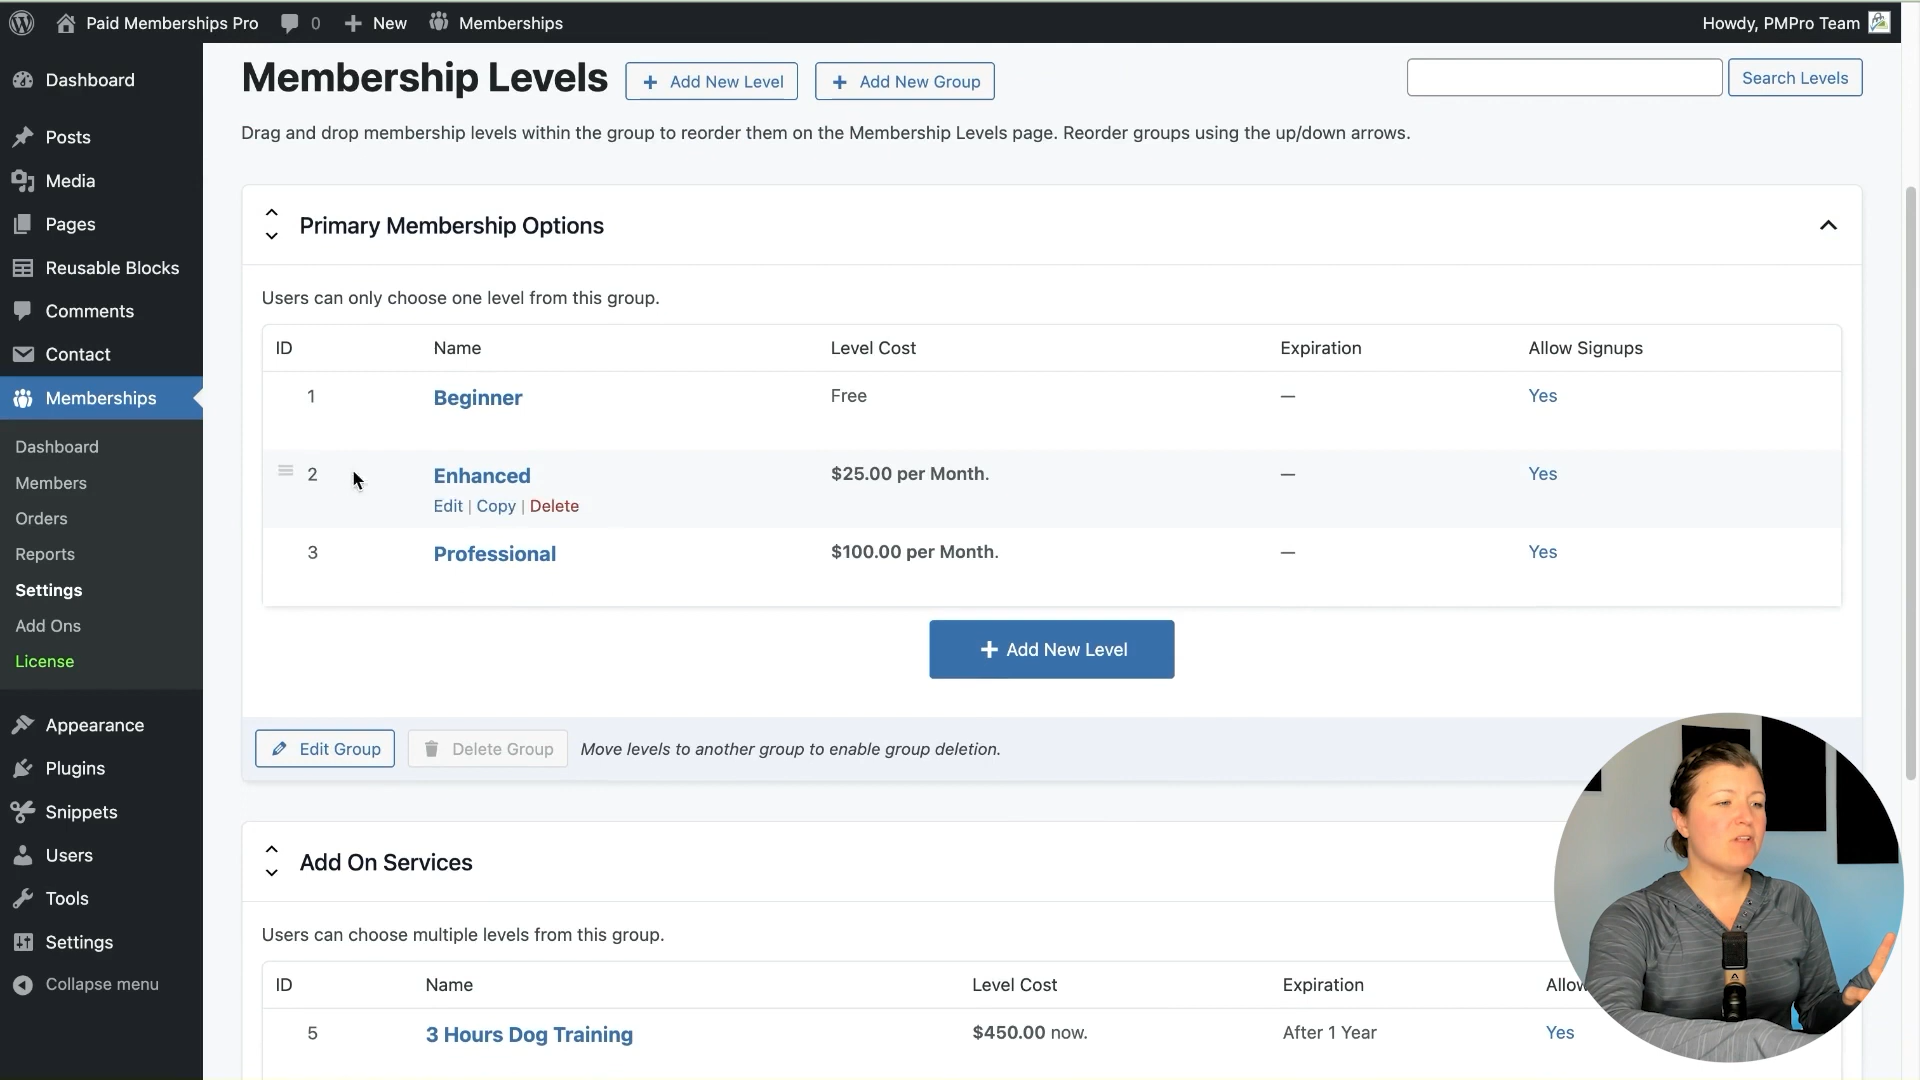 Paid Memberships Pro 0 New Memberships Howdy, PMPro Team
Dashboard
Posts
Media
Pages
Reusable Blocks
Comments
Contact
Memberships
Dashboard
Members
Orders
Reports
Settings
Add Ons
License
Appearance
Plugins
Snippets
Users
Tools
Settings
Collapse menu
Membership Levels + Add New Level + Add New Group Search Levels
Drag and drop membership levels within the group to reorder them on the Membership Levels page. Reorder groups using the up/down arrows.
Primary Membership Options
Users can only choose one level from this group.
ID Name Level Cost Expiration Allow Signups
1 Beginner Free — Yes
2 Enhanced $25.00 per Month. — Yes
Edit | Copy | Delete
3 Professional $100.00 per Month. — Yes
+ Add New Level
Edit Group Delete Group Move levels to another group to enable group deletion.
Add On Services
Users can choose multiple levels from this group.
ID Name Level Cost Expiration Allow
5 3 Hours Dog Training $450.00 now. After 1 Year Yes